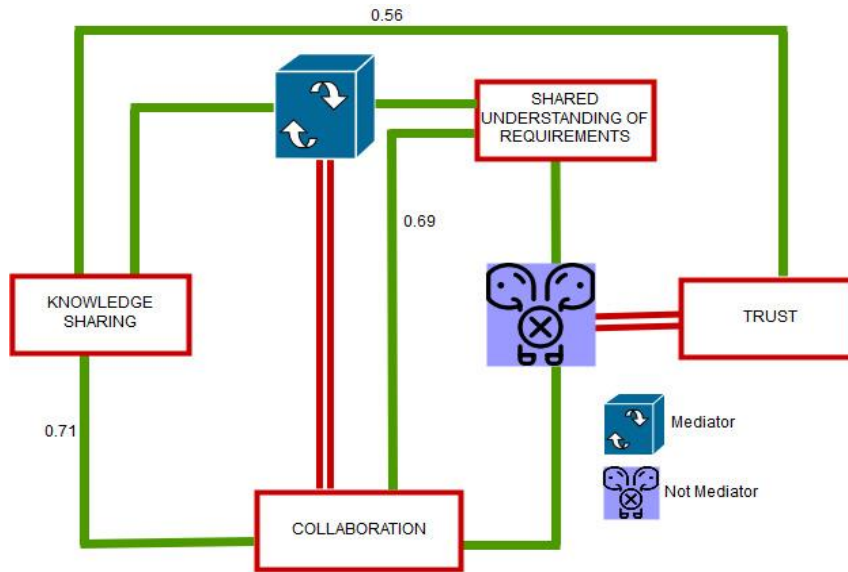 0.56
SHARED
UNDERSTANDING OF
REQUIREMENTS
0.69
KNOWLEDGE
SHARING
TRUST
0.71
Mediator
Not Mediator
COLLABORATION